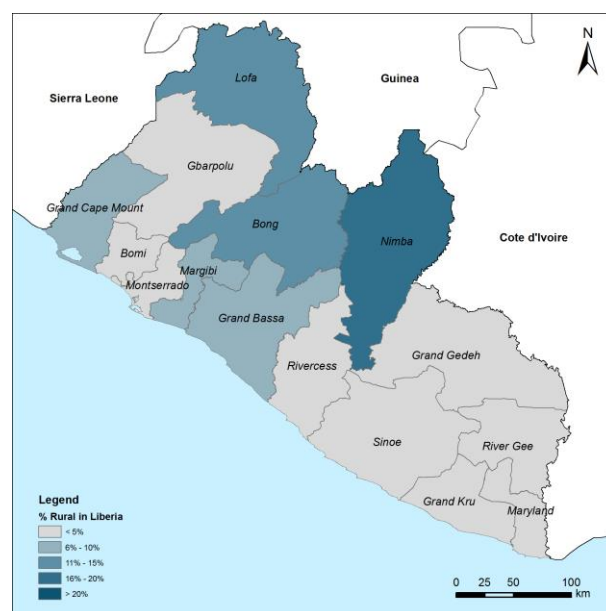 N
Lofa
Guinea
Sierra Leone
Gbarpolu
Grand Cape Mount
Bong
Nimba
Cote d'Ivoire
Bomi
Margibi
Montserrado
Grand Bassa
Rivercess
Grand Gedeh
Sinoe
River Gee
Grand Kru
Maryland
Legend
% Rural in Liberia
< 5%
6% - 10%
11% - 15%
16% - 20%
> 20%
0 25 50 100
km